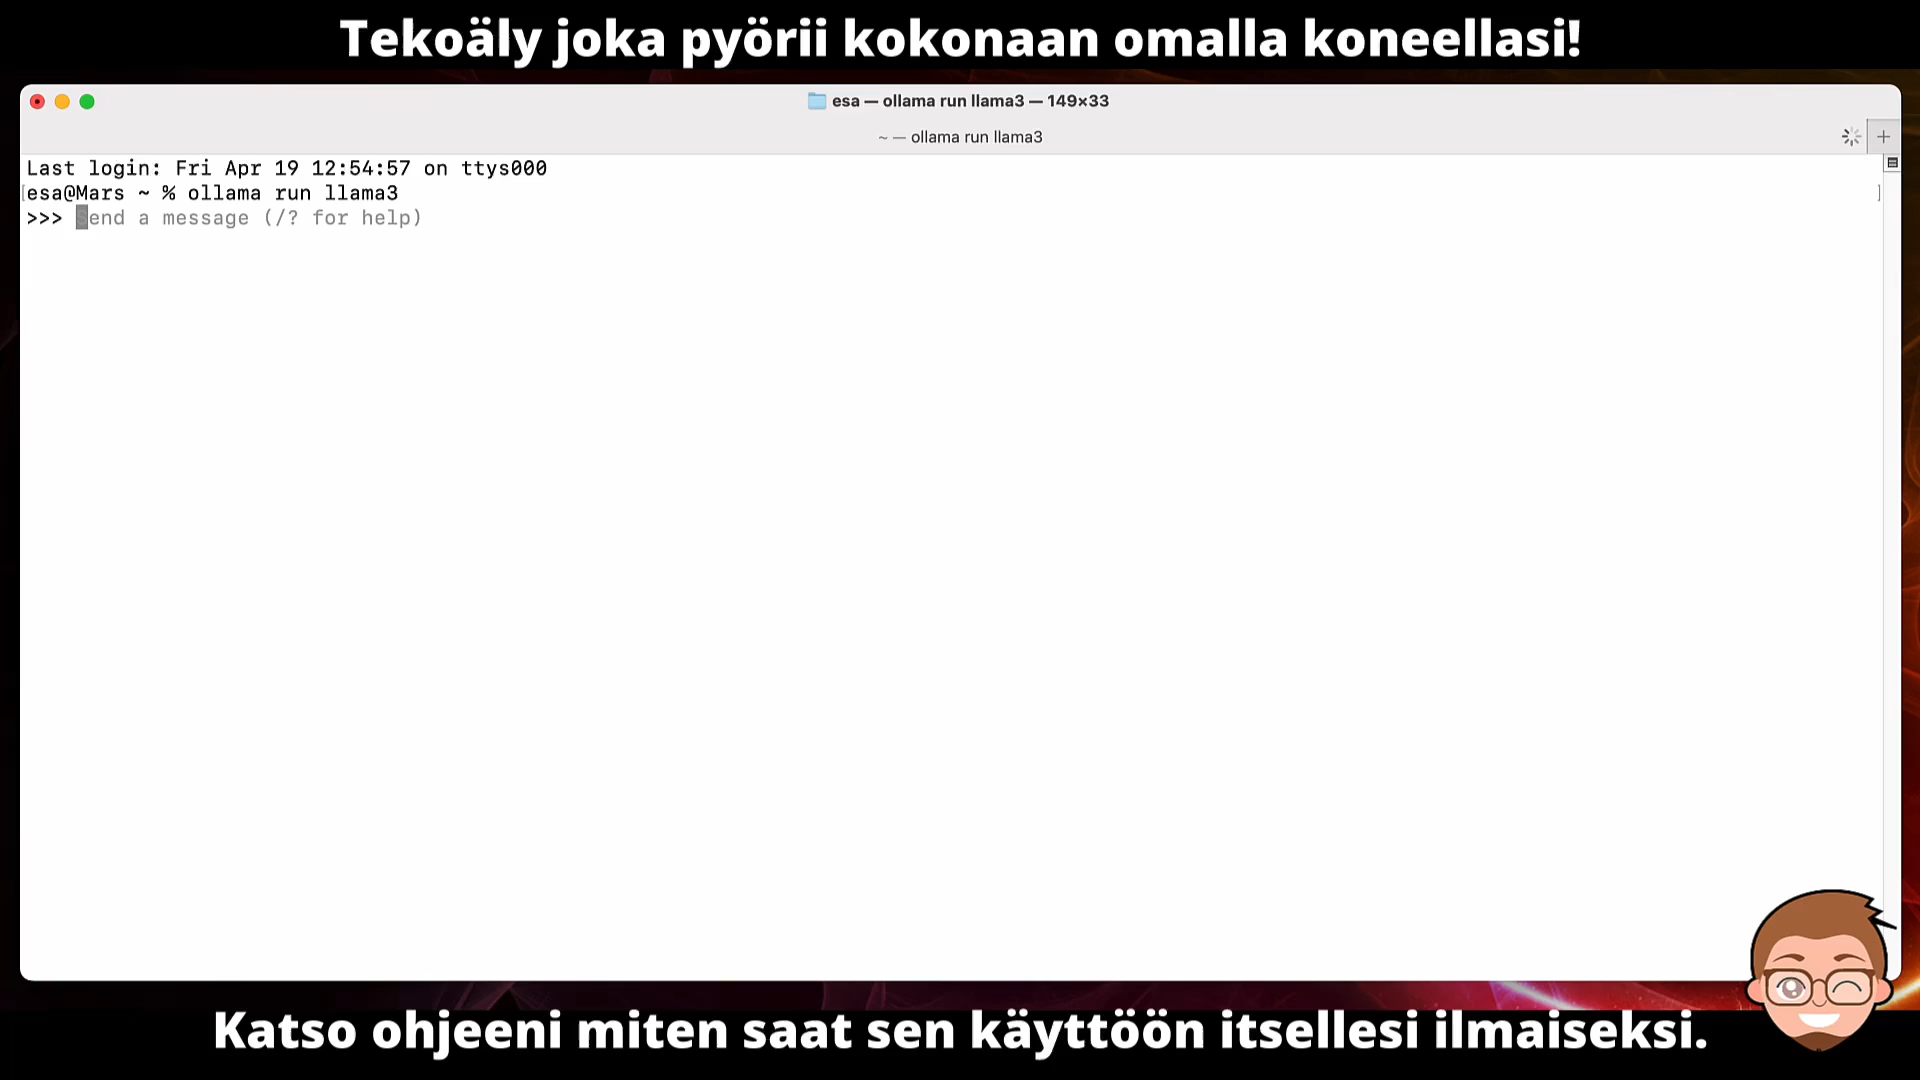 Tekoäly joka pyörii kokonaan omalla koneellasi!
esa — ollama run llama3 — 149×33
~ — ollama run llama3
Last login: Fri Apr 19 12:54:57 on ttys000
esa@Mars ~ % ollama run llama3
>>> Send a message (/? for help)
Katso ohjeeni miten saat sen käyttöön itsellesi ilmaiseksi.